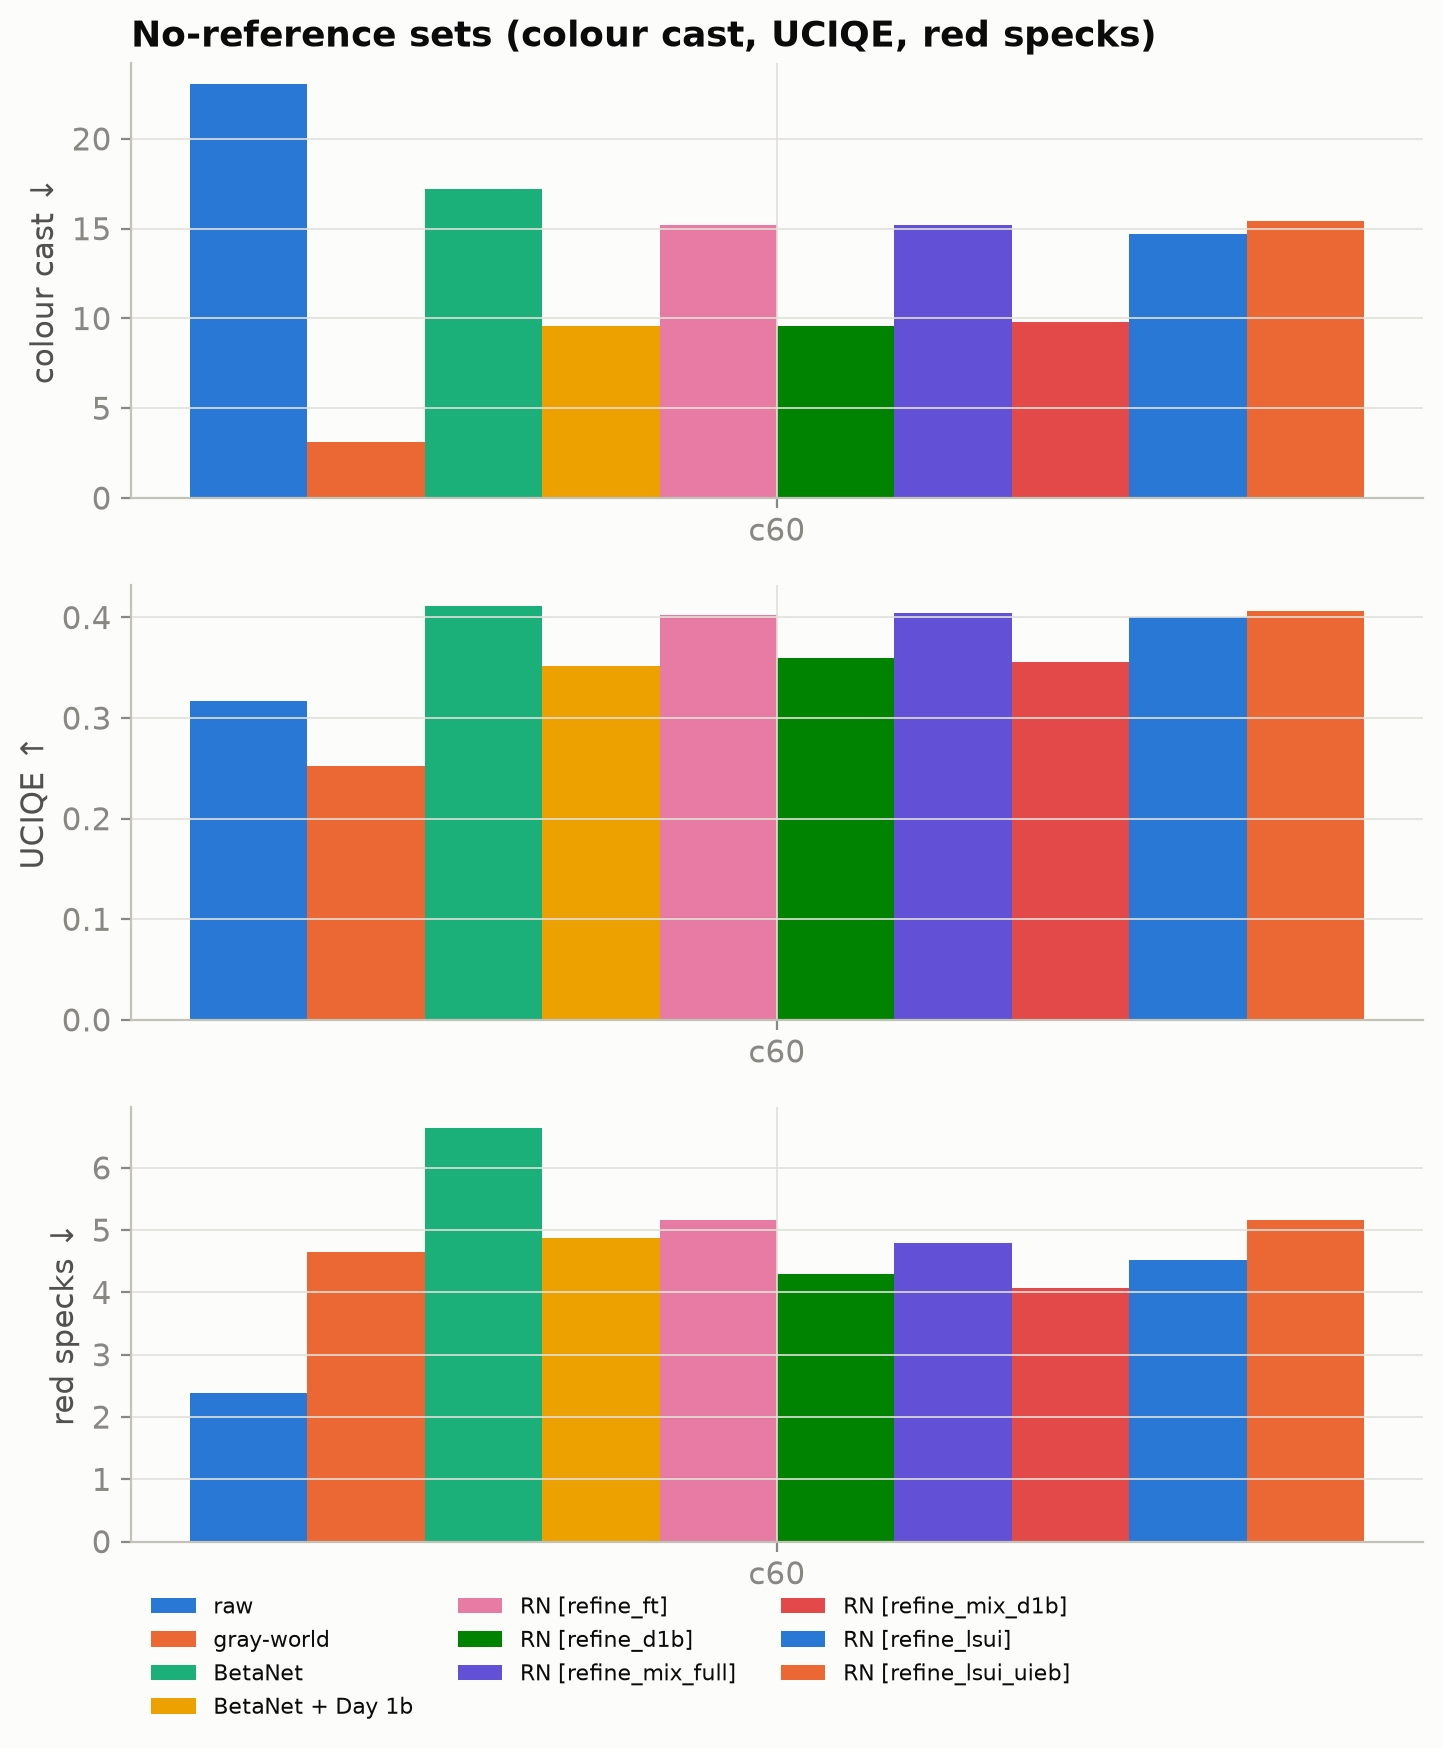 No-reference sets (colour cast, UCIQE, red specks)
colour cast ↓
20
15
10
5
0
c60
UCIQE ↑
0.4
0.3
0.2
0.1
0.0
c60
red specks ↓
6
5
4
3
2
1
0
c60
raw
gray-world
BetaNet
BetaNet + Day 1b
RN [refine_ft]
RN [refine_d1b]
RN [refine_mix_full]
RN [refine_mix_d1b]
RN [refine_lsui]
RN [refine_lsui_uieb]